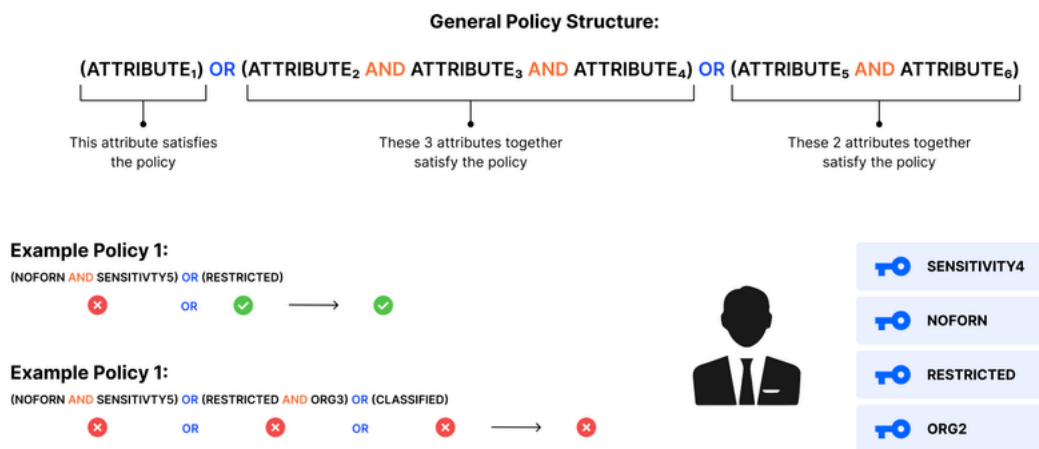 General Policy Structure:
(ATTRIBUTE₁) OR (ATTRIBUTE₂ AND ATTRIBUTE₃ AND ATTRIBUTE₄) OR (ATTRIBUTE₅ AND ATTRIBUTE₆)
This attribute satisfies
the policy
These 3 attributes together
satisfy the policy
These 2 attributes together
satisfy the policy
Example Policy 1:
(NOFORN AND SENSITIVTY5) OR (RESTRICTED)
OR
Example Policy 1:
(NOFORN AND SENSITIVTY5) OR (RESTRICTED AND ORG3) OR (CLASSIFIED)
OR OR
SENSITIVITY4
NOFORN
RESTRICTED
ORG2